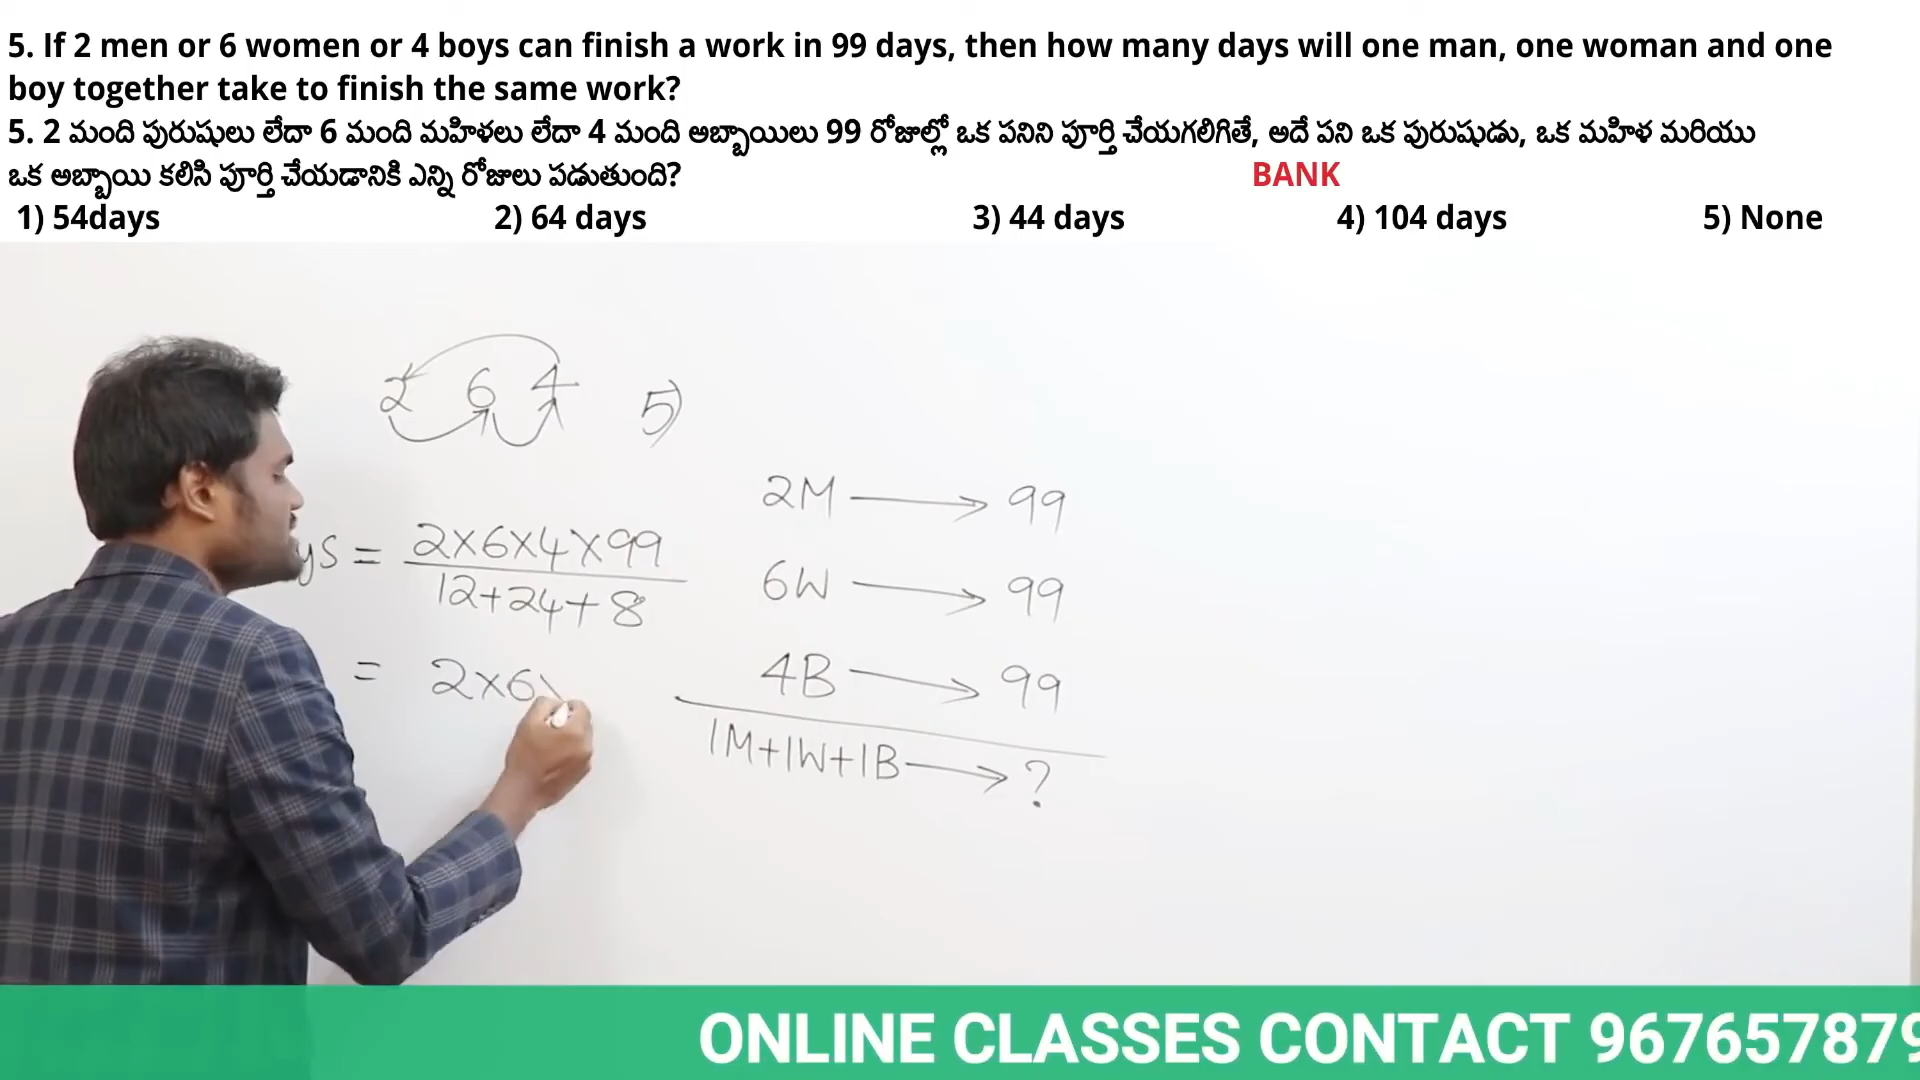 5. If 2 men or 6 women or 4 boys can finish a work in 99 days, then how many days will one man, one woman and one
boy together take to finish the same work?
5. 2 మంది పురుషులు లేదా 6 మంది మహిళలు లేదా 4 మంది అబ్బాయిలు 99 రోజుల్లో ఒక పనిని పూర్తి చేయగలిగితే, అదే పని ఒక పురుషుడు, ఒక మహిళ మరియు
ఒక అబ్బాయి కలిసి పూర్తి చేయడానికి ఎన్ని రోజులు పడుతుంది? BANK
1) 54days 2) 64 days 3) 44 days 4) 104 days 5) None
2 6 4 5)
2M → 99
ys = 2×6×4×99
12+24+8
6W → 99
= 2×6
4B → 99
1M+1W+1B → ?
ONLINE CLASSES CONTACT 967657879